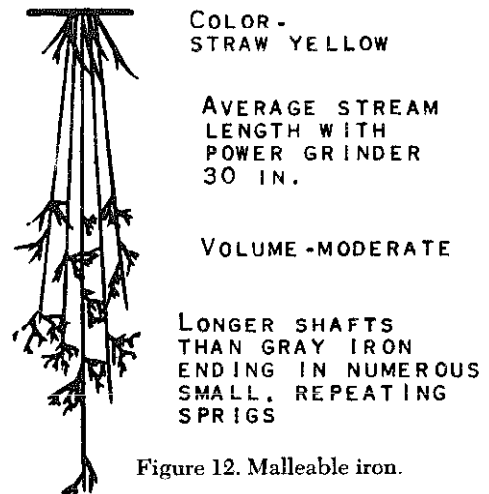 COLOR-
STRAW YELLOW
AVERAGE STREAM
LENGTH WITH
POWER GRINDER
30 IN.
VOLUME-MODERATE
LONGER SHAFTS
THAN GRAY IRON
ENDING IN NUMEROUS
SMALL, REPEATING
SPRIGS
Figure 12. Malleable iron.